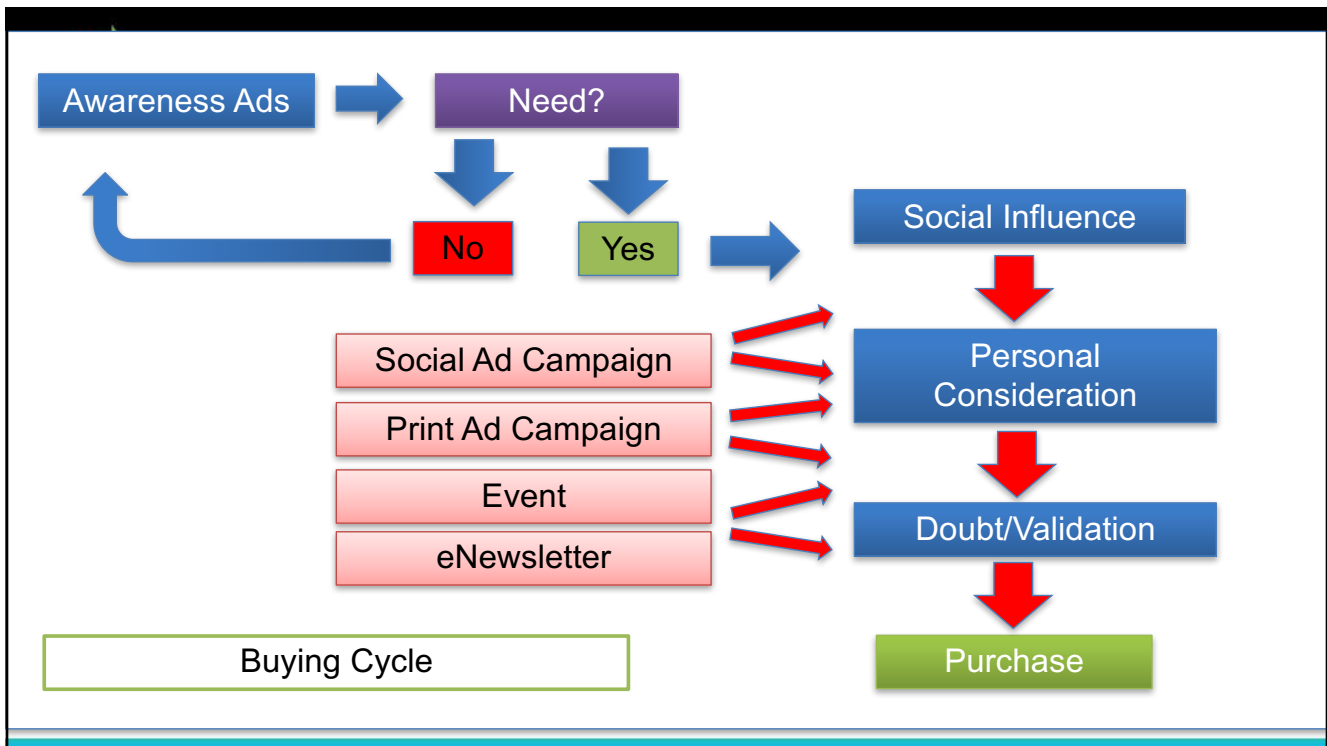 Awareness Ads
Need?
No
Yes
Social Influence
Social Ad Campaign
Personal
Consideration
Print Ad Campaign
Event
Doubt/Validation
eNewsletter
Buying Cycle
Purchase